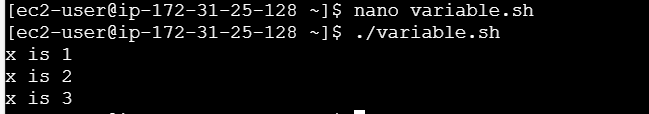 [ec2-user@ip-172-31-25-128 ~]$ nano variable.sh
[ec2-user@ip-172-31-25-128 ~]$ ./variable.sh
x is 1
x is 2
x is 3